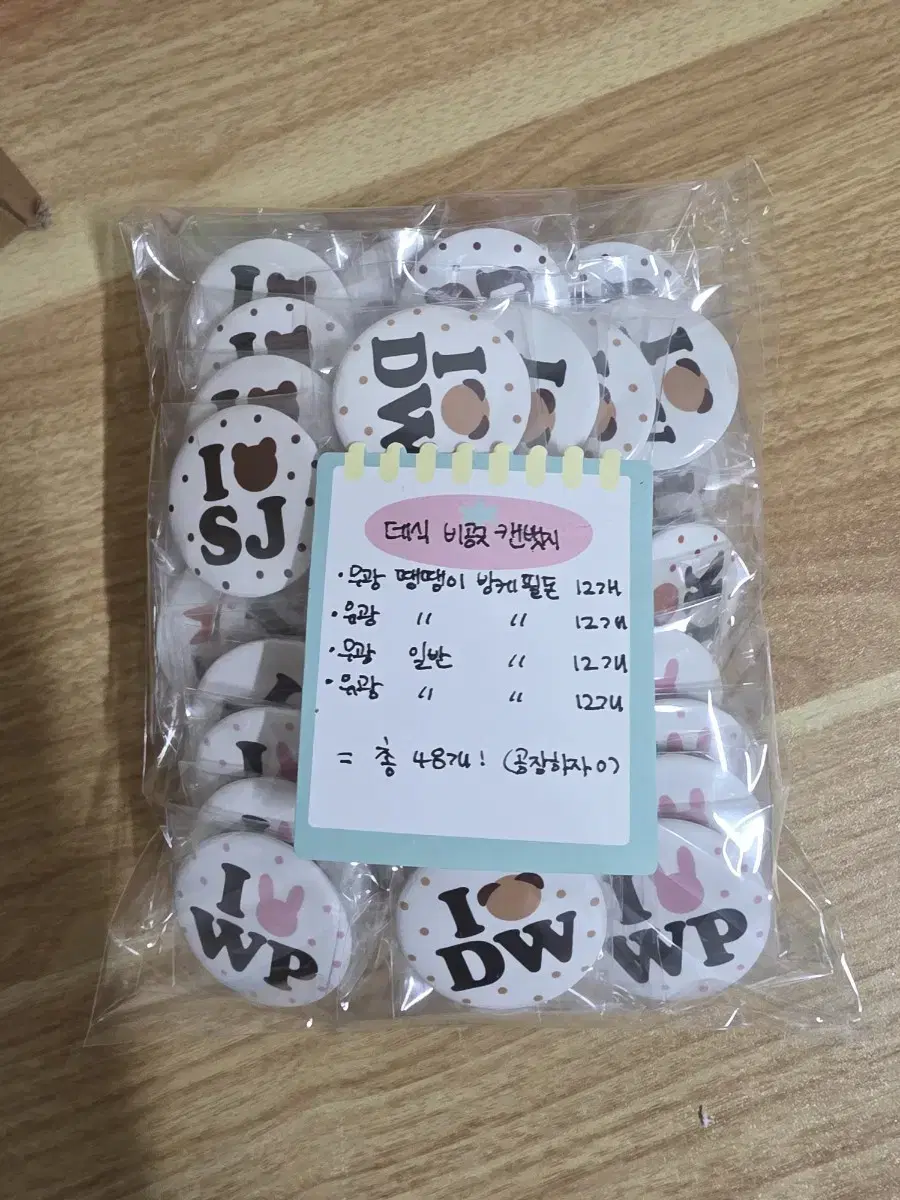 I
I
I
I
SJ
I
DW
I
데식 비공굿 캔뱃지
·무광 땡땡이 방케필돈 12개
·유광 〃 〃 12개
·무광 일반 〃 12개
·유광 〃 〃 12개
= 총 48개! (공장하자 0)
I
I
WP
I
DW
I
WP